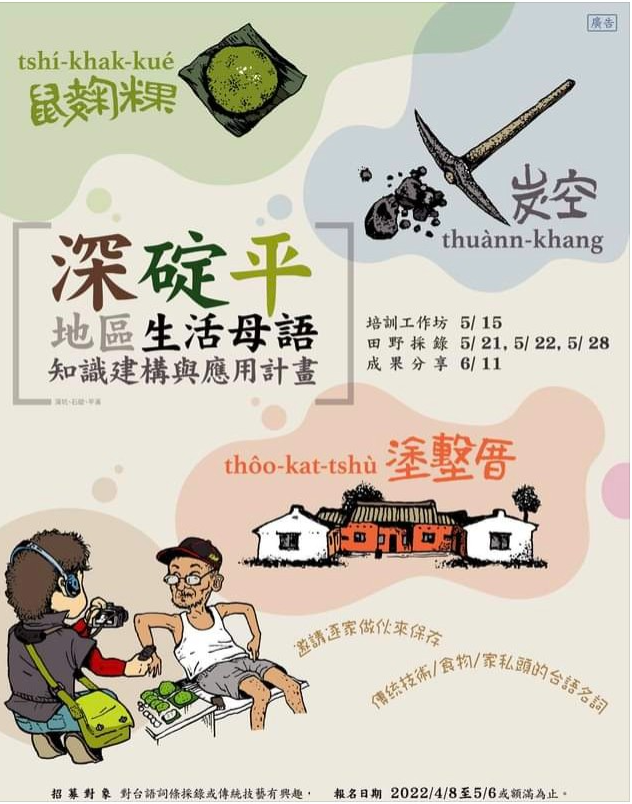 廣告
tshí-khak-kué
鼠麴粿
炭空
thuànn-khang
深碇平
地區生活母語
知識建構與應用計畫
深坑、石碇、平溪
培訓工作坊 5/ 15
田野採錄 5/ 21, 5/ 22, 5/ 28
成果分享 6/ 11
thôo-kat-tshù 塗墼厝
邀請逐家做伙來保存
傳統技術/食物/家私頭的台語名詞
招募對象 對台語詞條採錄或傳統技藝有興趣, 報名日期 2022/4/8至5/6或額滿為止。